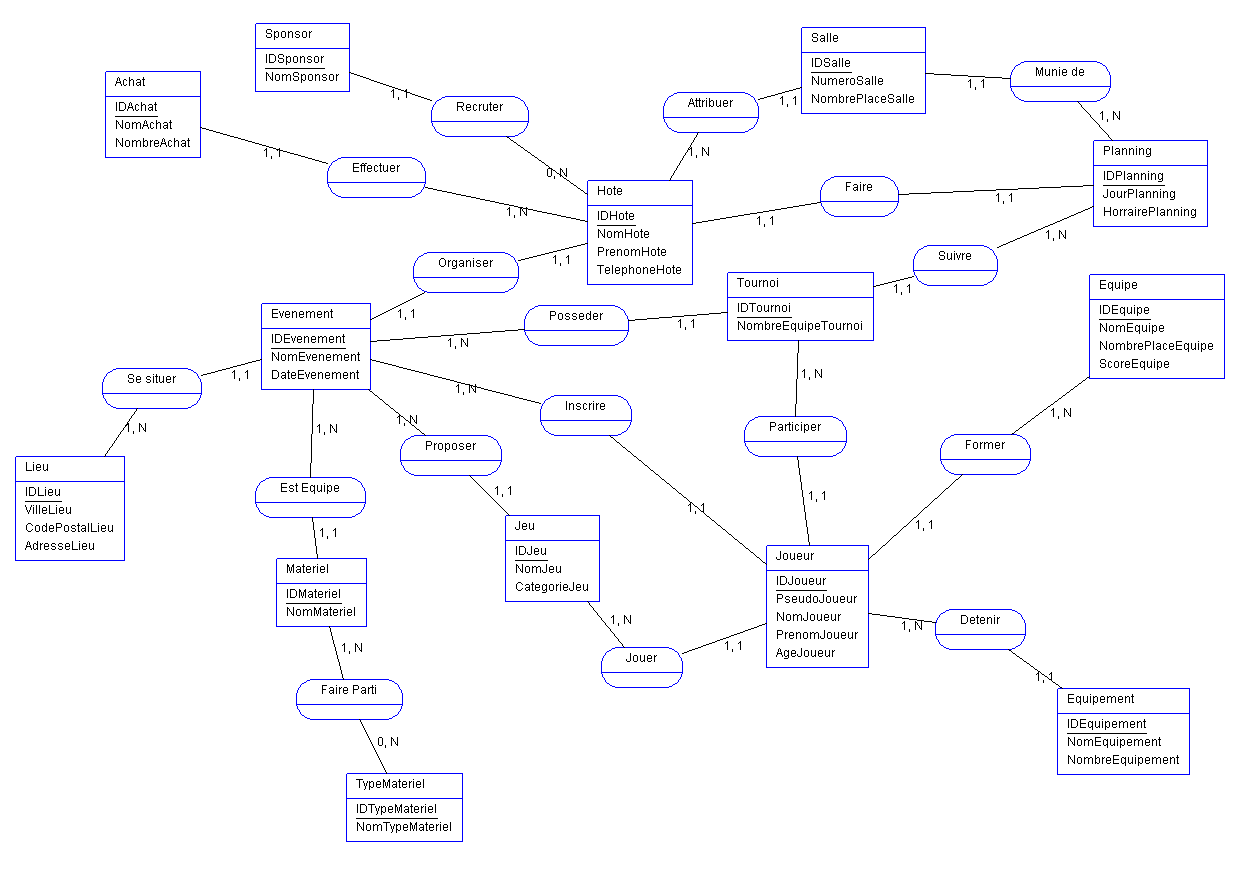 Sponsor
IDSponsor
NomSponsor
Salle
IDSalle
NumeroSalle
NombrePlaceSalle
Munie de
1, 1
1, N
Achat
IDAchat
NomAchat
NombreAchat
1, 1
Recruter
0, N
Attribuer
1, 1
1, N
1, 1
Effectuer
1, N
Planning
IDPlanning
JourPlanning
HorrairePlanning
Hote
IDHote
NomHote
PrenomHote
TelephoneHote
Faire
1, 1
1, 1
Organiser
1, 1
1, 1
Suivre
1, N
1, 1
Tournoi
IDTournoi
NombreEquipeTournoi
Equipe
IDEquipe
NomEquipe
NombrePlaceEquipe
ScoreEquipe
Evenement
IDEvenement
NomEvenement
DateEvenement
Posseder
1, N
1, 1
Se situer
1, 1
1, N
Inscrire
1, N
1, 1
Participer
1, N
1, 1
Former
1, N
1, 1
Proposer
1, N
1, 1
Est Equipe
1, N
1, 1
Lieu
IDLieu
VilleLieu
CodePostalLieu
AdresseLieu
Jeu
IDJeu
NomJeu
CategorieJeu
Joueur
IDJoueur
PseudoJoueur
NomJoueur
PrenomJoueur
AgeJoueur
Materiel
IDMateriel
NomMateriel
1, N
Jouer
1, 1
Detenir
1, N
1, 1
1, N
Faire Parti
0, N
Equipement
IDEquipement
NomEquipement
NombreEquipement
TypeMateriel
IDTypeMateriel
NomTypeMateriel